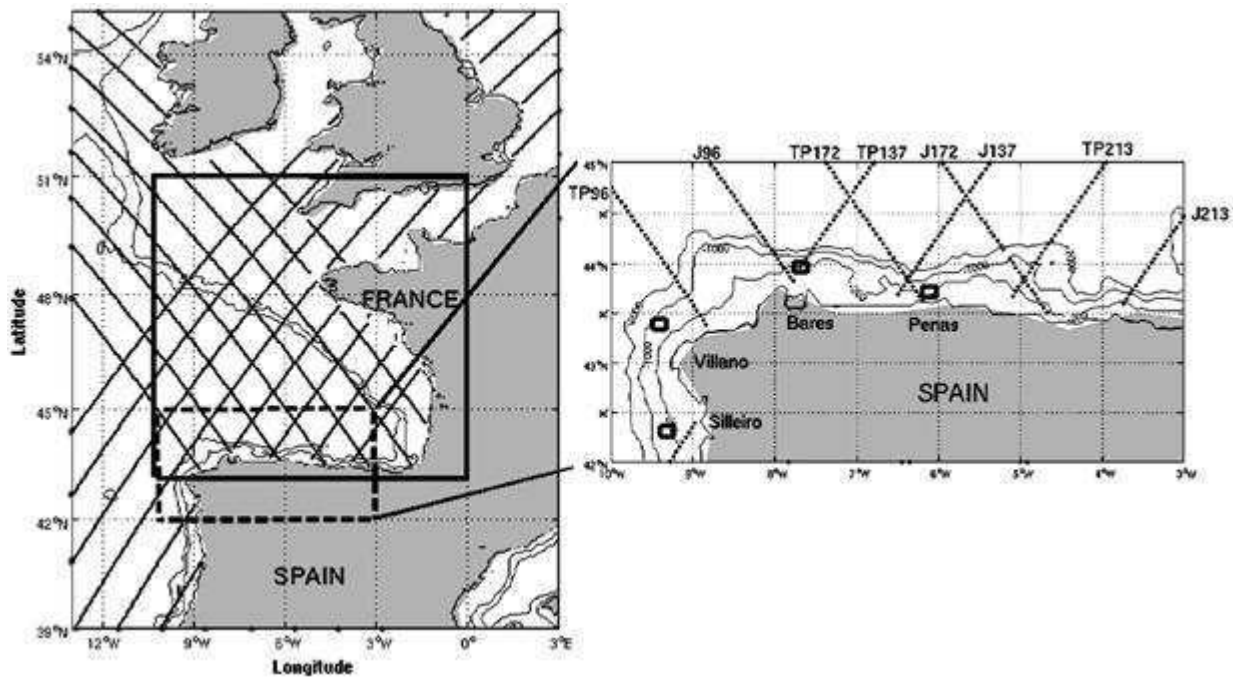 54°N
51°N
48°N
45°N
42°N
39°N
Latitude
12°W
9°W
6°W
3°W
0°
3°E
Longitude
FRANCE
SPAIN
J96
TP172
TP137
J172
J137
TP213
TP96
J213
45°N
44°N
43°N
42°N
1000
1000
Bares
Penas
Villano
Silleiro
SPAIN
10°W
9°W
8°W
7°W
6°W
5°W
4°W
3°W